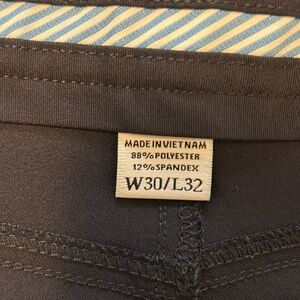 MADE IN VIETNAM
88% POLYESTER
12% SPANDEX
W30/L32